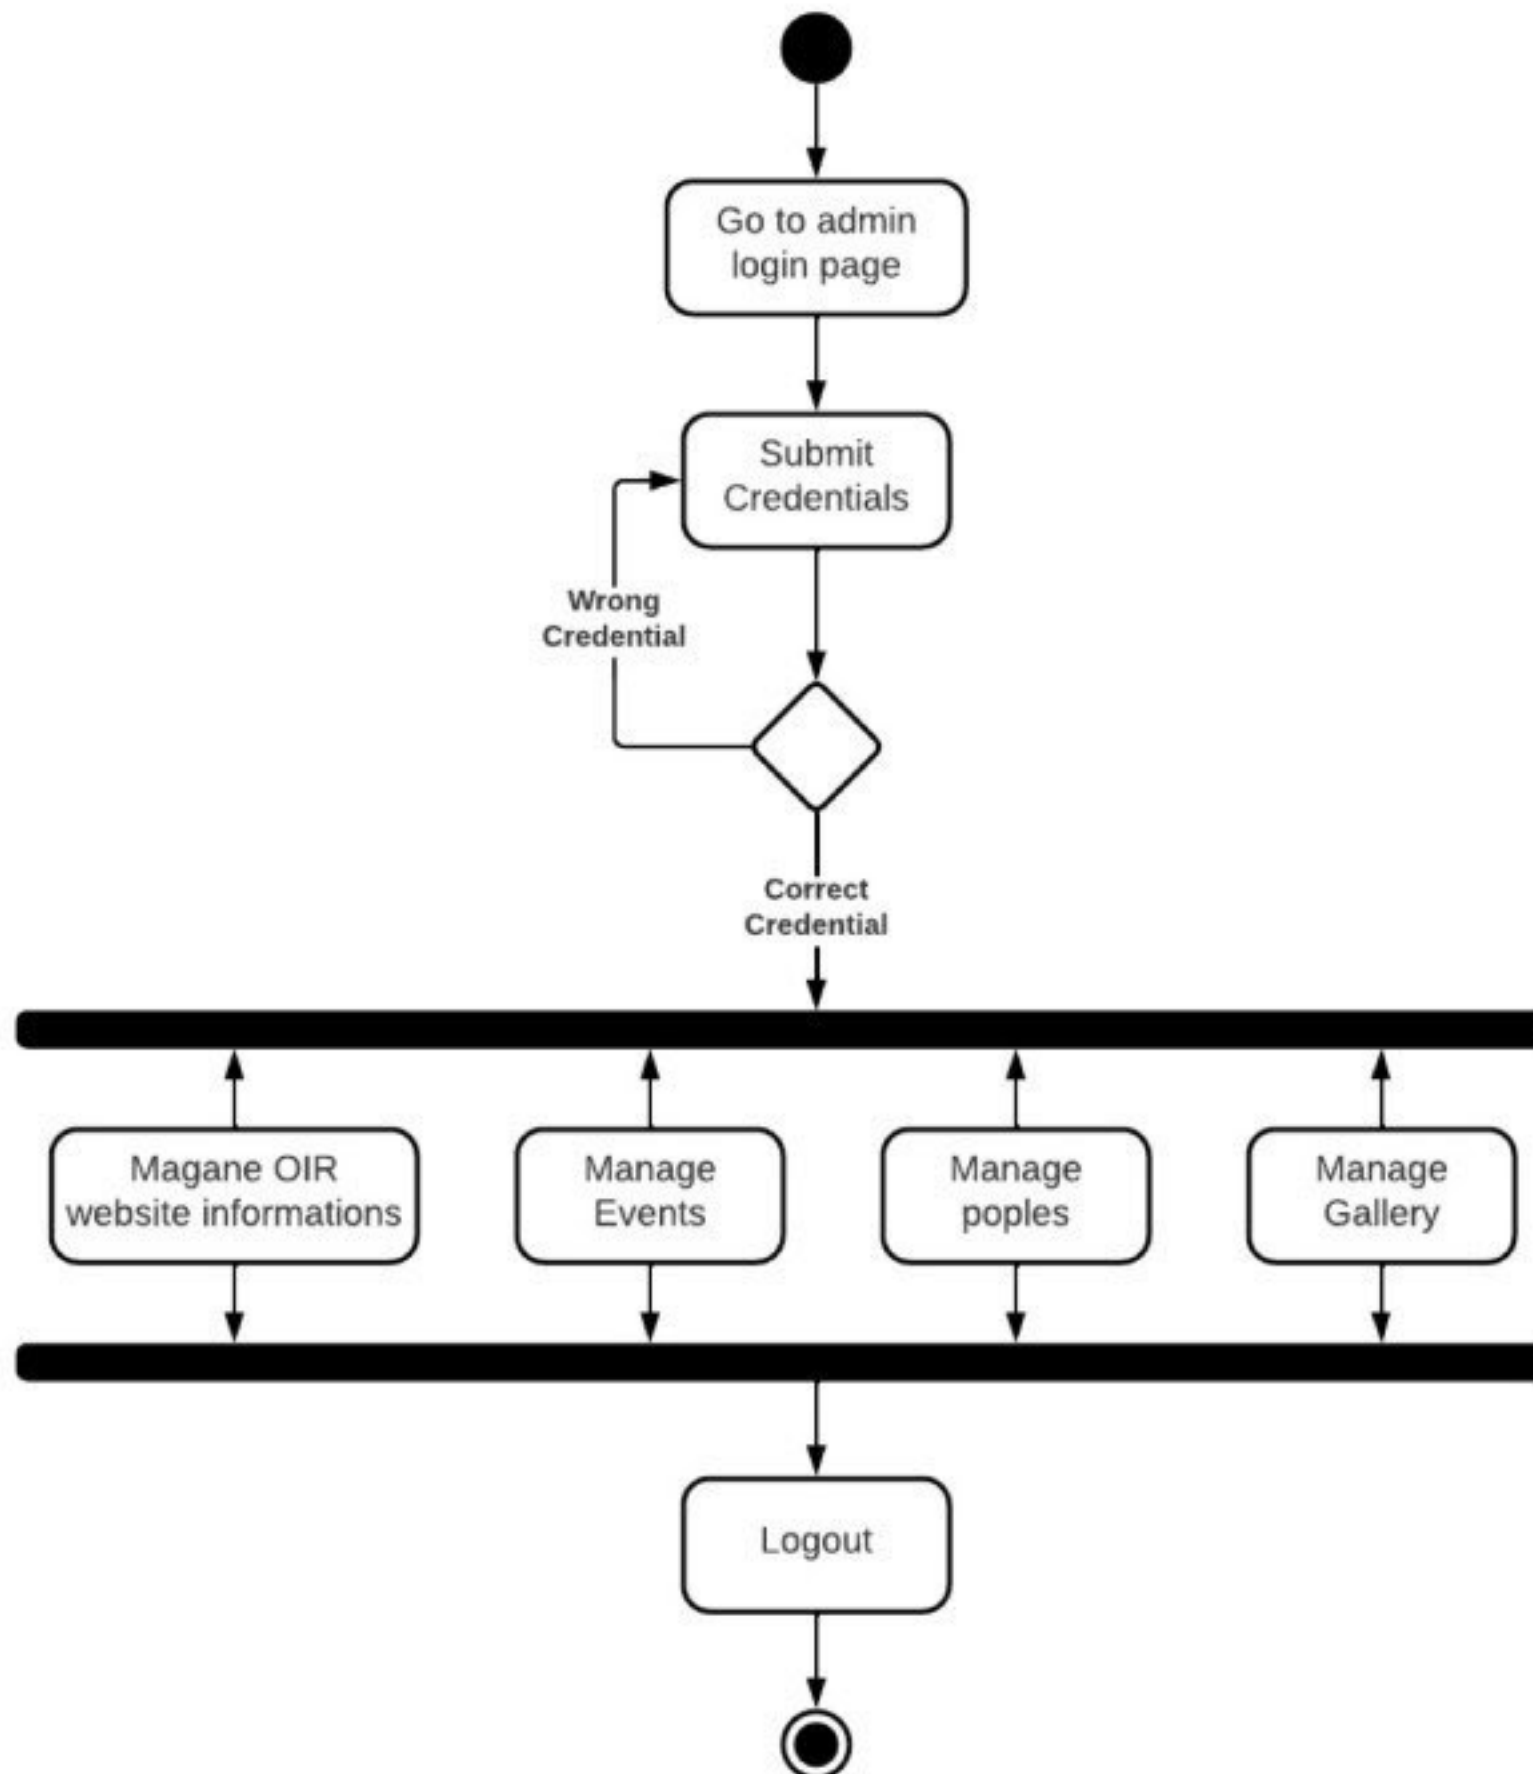 Go to admin
login page
Submit
Credentials
Wrong
Credential
Correct
Credential
Magane OIR
website informations
Manage
Events
Manage
poples
Manage
Gallery
Logout